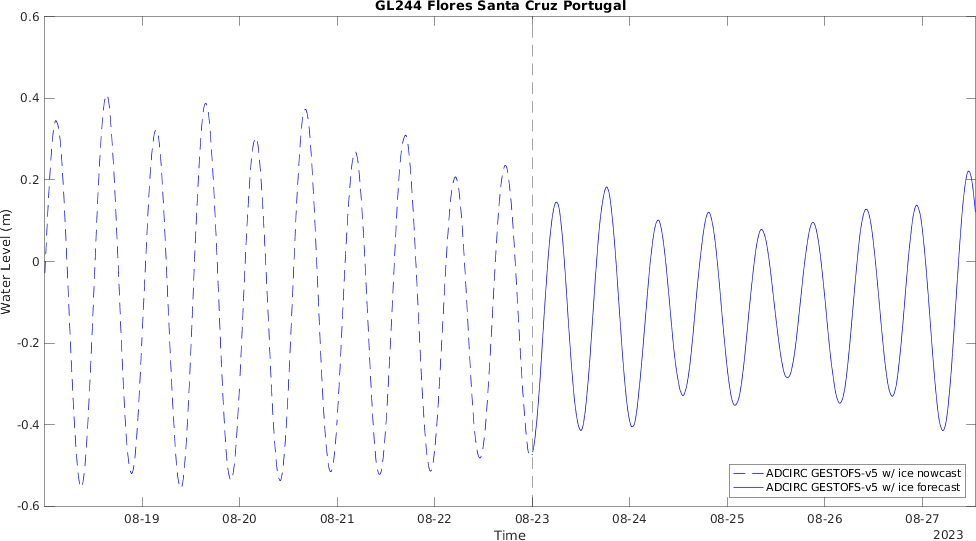 GL244 Flores Santa Cruz Portugal
0.6
0.4
0.2
0
-0.2
-0.4
-0.6
Water Level (m)
ADCIRC GESTOFS-v5 w/ ice nowcast
ADCIRC GESTOFS-v5 w/ ice forecast
08-19 08-20 08-21 08-22 08-23 08-24 08-25 08-26 08-27
Time
2023